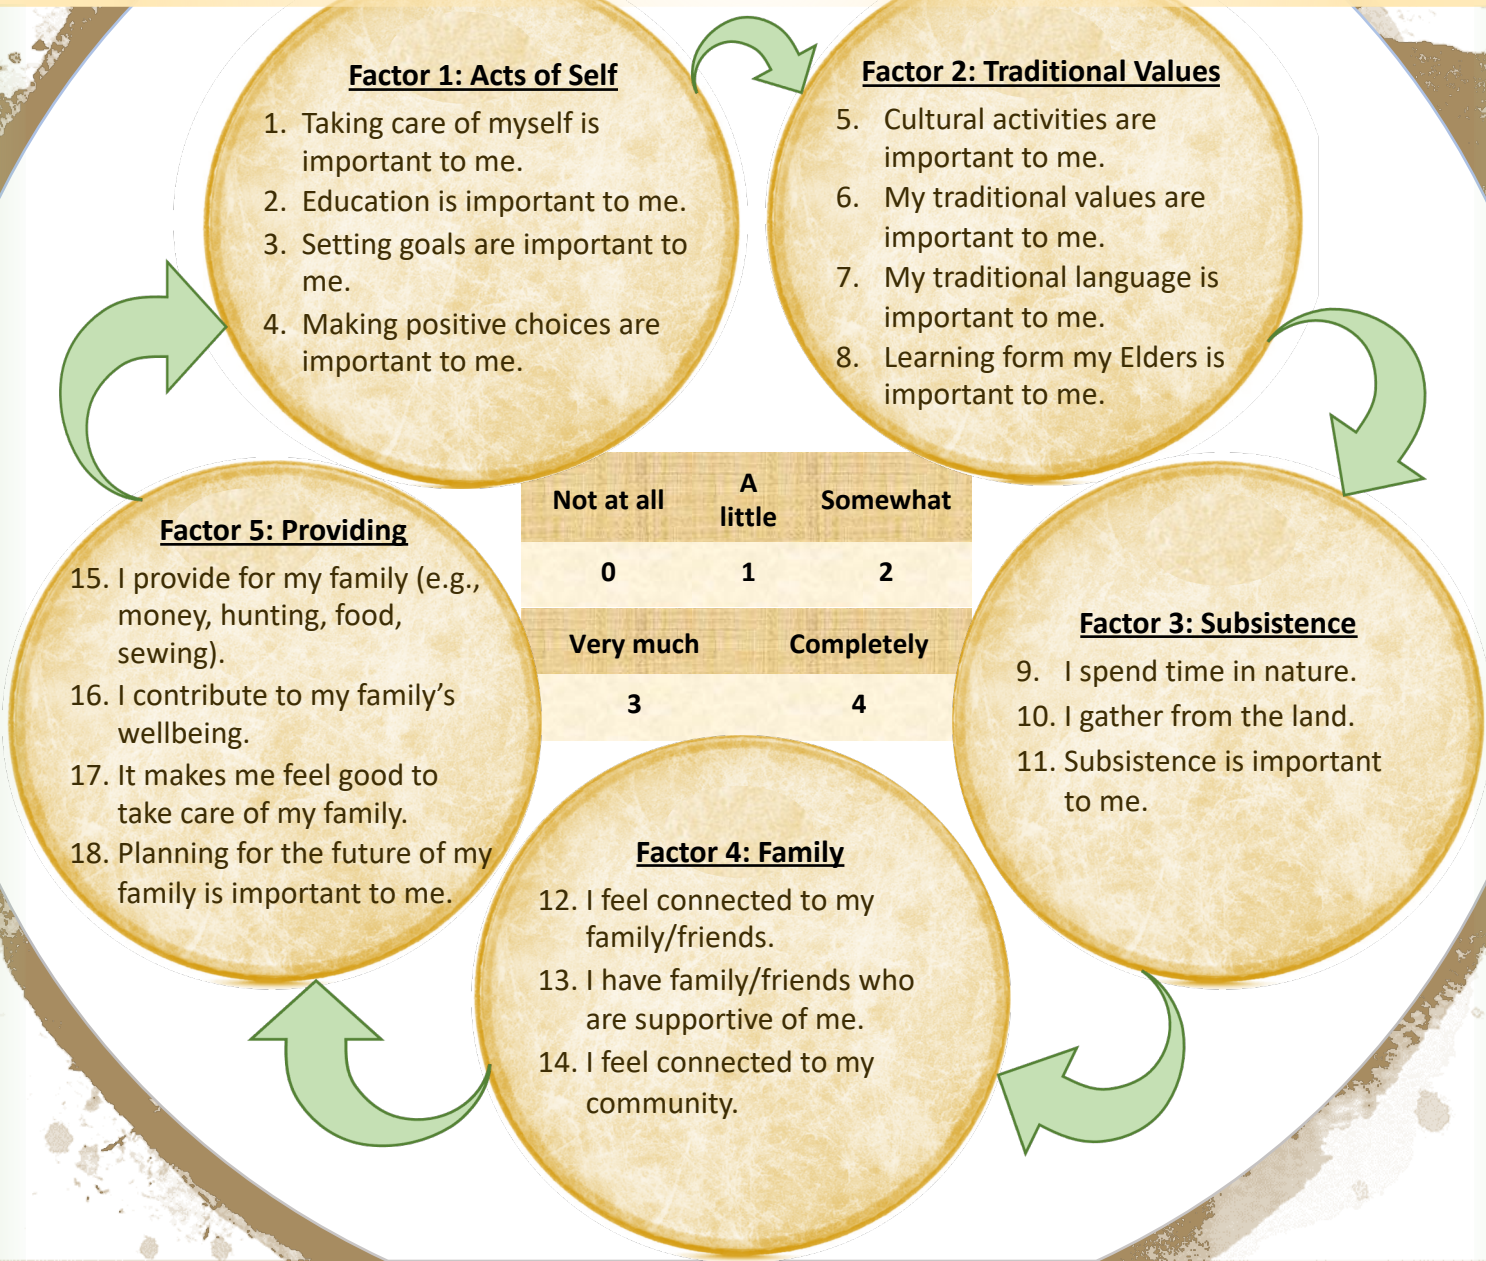 Factor 1: Acts of Self
1. Taking care of myself is
important to me.
2. Education is important to me.
3. Setting goals are important to
me.
4. Making positive choices are
important to me.
Factor 2: Traditional Values
5. Cultural activities are
important to me.
6. My traditional values are
important to me.
7. My traditional language is
important to me.
8. Learning form my Elders is
important to me.
Not at all A little Somewhat
0 1 2
Very much Completely
3 4
Factor 3: Subsistence
9. I spend time in nature.
10. I gather from the land.
11. Subsistence is important
to me.
Factor 4: Family
12. I feel connected to my
family/friends.
13. I have family/friends who
are supportive of me.
14. I feel connected to my
community.
Factor 5: Providing
15. I provide for my family (e.g.,
money, hunting, food,
sewing).
16. I contribute to my family’s
wellbeing.
17. It makes me feel good to
take care of my family.
18. Planning for the future of my
family is important to me.